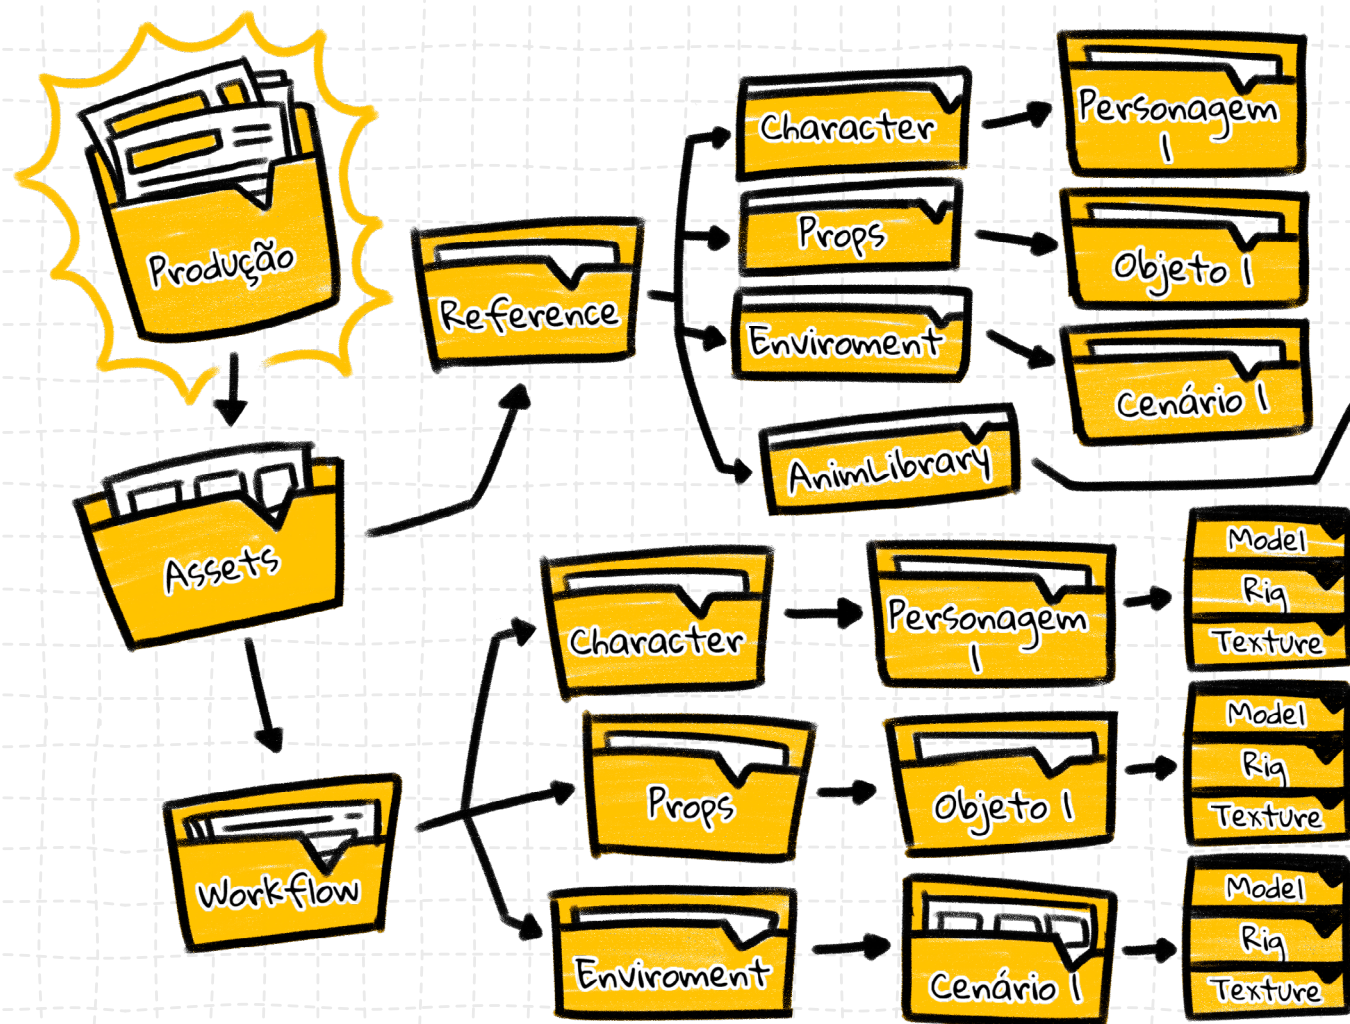 Produção
Assets
Workflow
Reference
Character
Props
Enviroment
AnimLibrary
Personagem
1
Objeto 1
Cenário 1
Character
Personagem
1
Model
Rig
Texture
Props
Objeto 1
Model
Rig
Texture
Enviroment
Cenário 1
Model
Rig
Texture